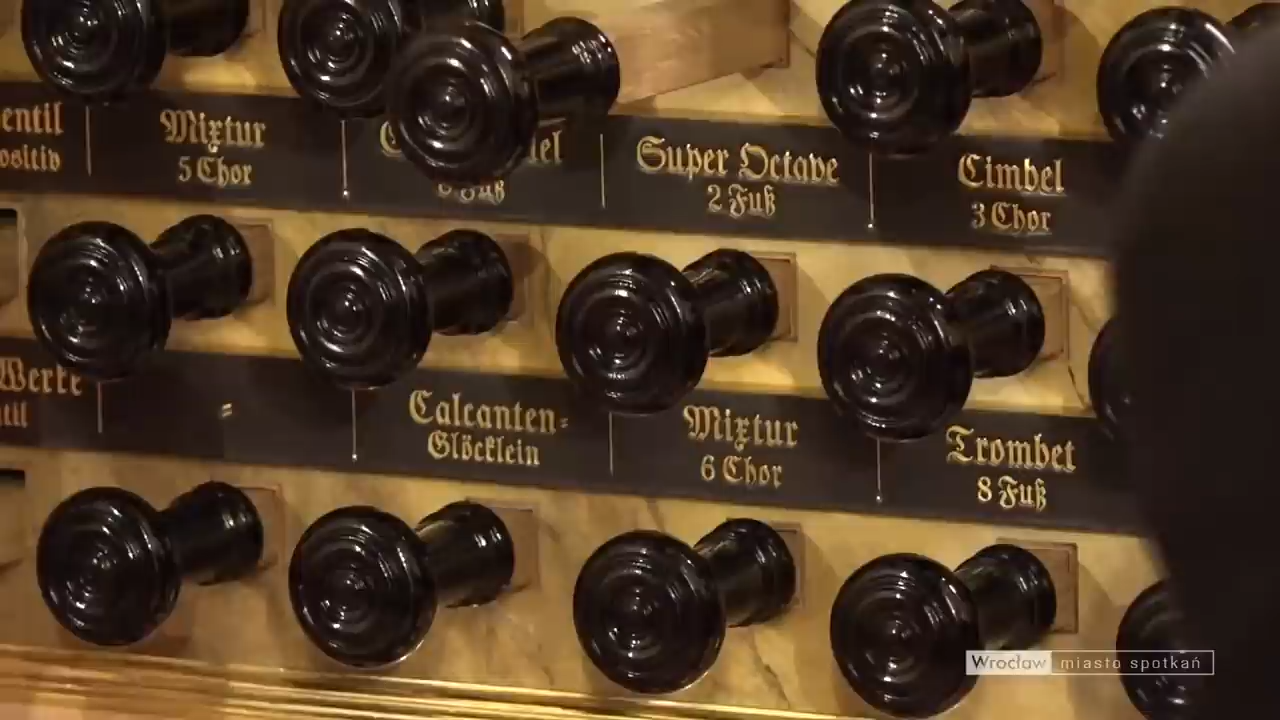 Mixtur
5 Chor
Super Octave
2 Fuß
Cimbel
3 Chor
Werke
Calcanten=
Glöcklein
Mixtur
6 Chor
Trombet
8 Fuß
Wrocław miasto spotkań